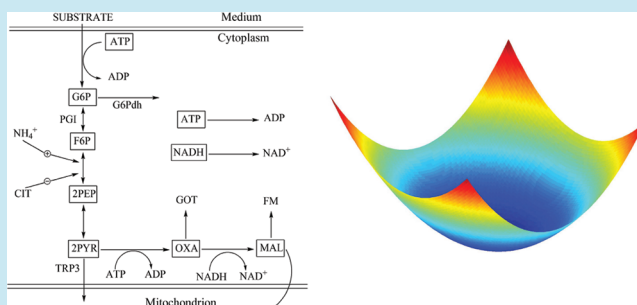 SUBSTRATE
Medium
Cytoplasm
ATP
ADP
G6P
G6Pdh
PGI
ATP
ADP
NH4+
F6P
NADH
NAD+
CIT
2PEP
GOT
FM
2PYR
OXA
MAL
TRP3
ATP
ADP
NADH
NAD+
Mitochondrion